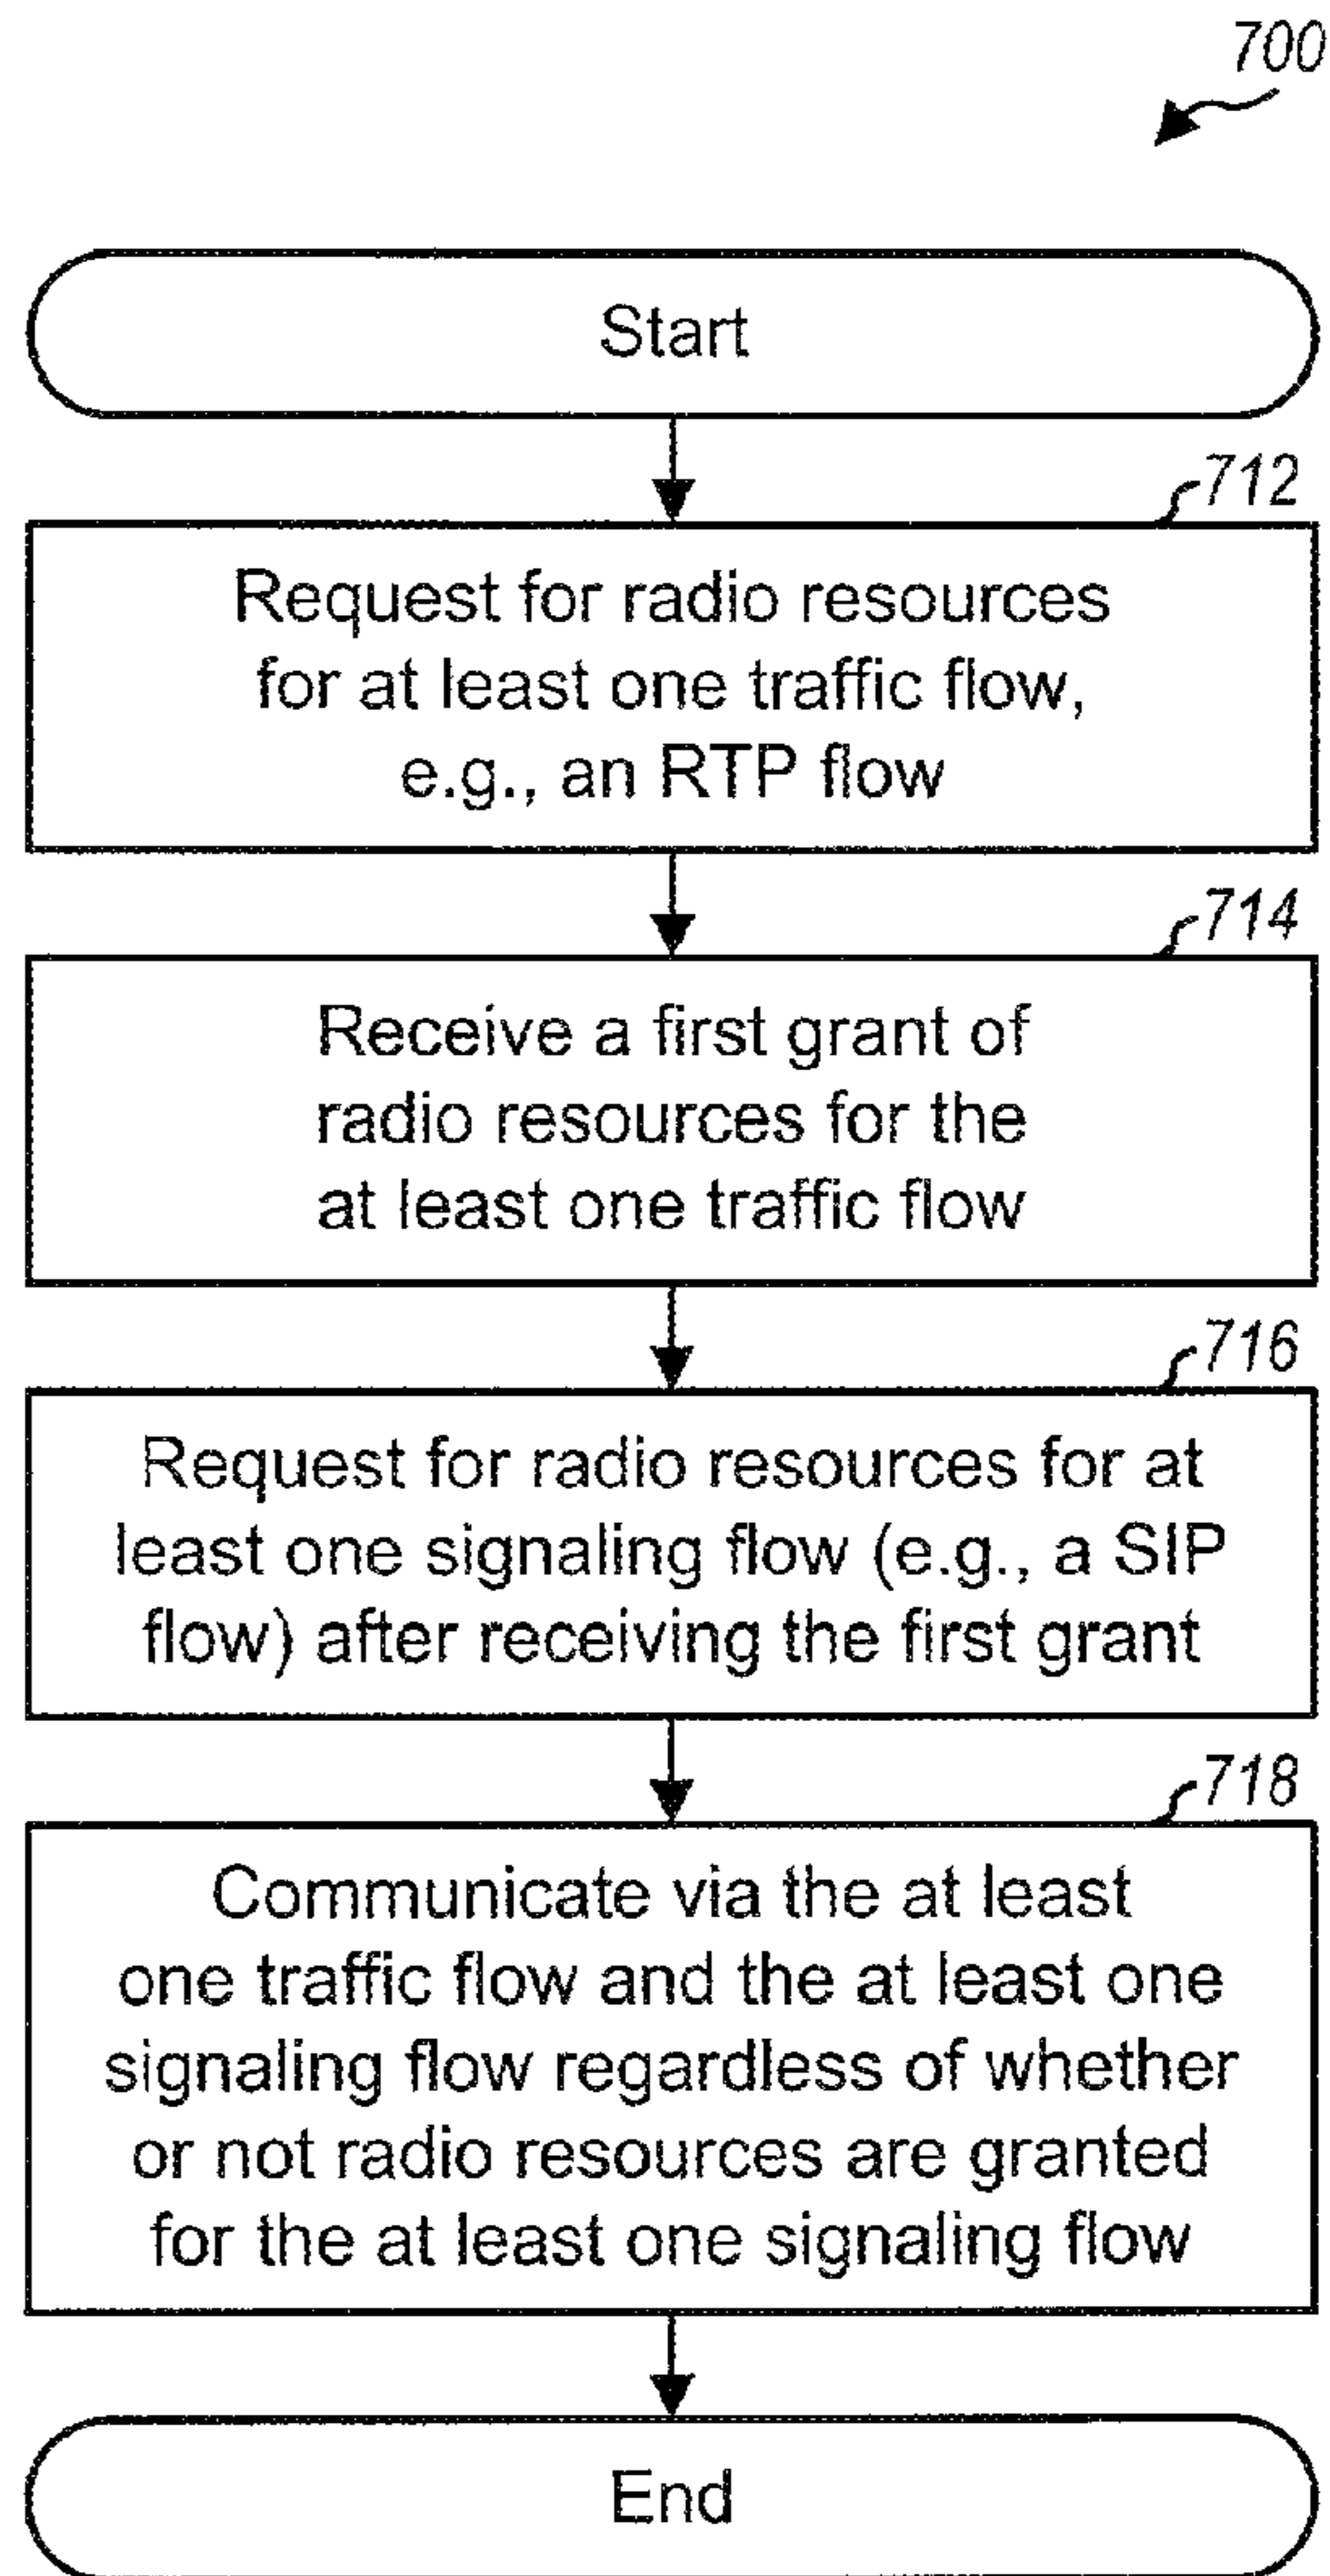 700
Start
712
Request for radio resources
for at least one traffic flow,
e.g., an RTP flow
714
Receive a first grant of
radio resources for the
at least one traffic flow
716
Request for radio resources for at
least one signaling flow (e.g., a SIP
flow) after receiving the first grant
718
Communicate via the at least
one traffic flow and the at least one
signaling flow regardless of whether
or not radio resources are granted
for the at least one signaling flow
End